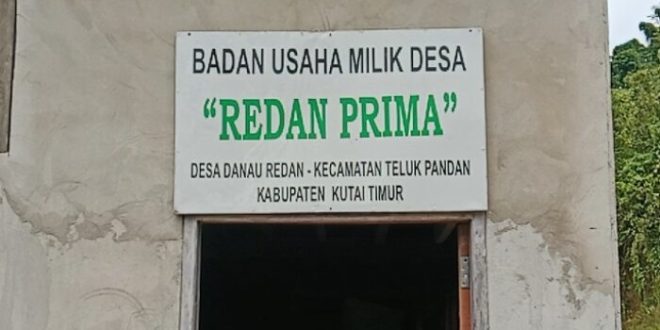 BADAN USAHA MILIK DESA
“REDAN PRIMA”
DESA DANAU REDAN - KECAMATAN TELUK PANDAN
KABUPATEN KUTAI TIMUR